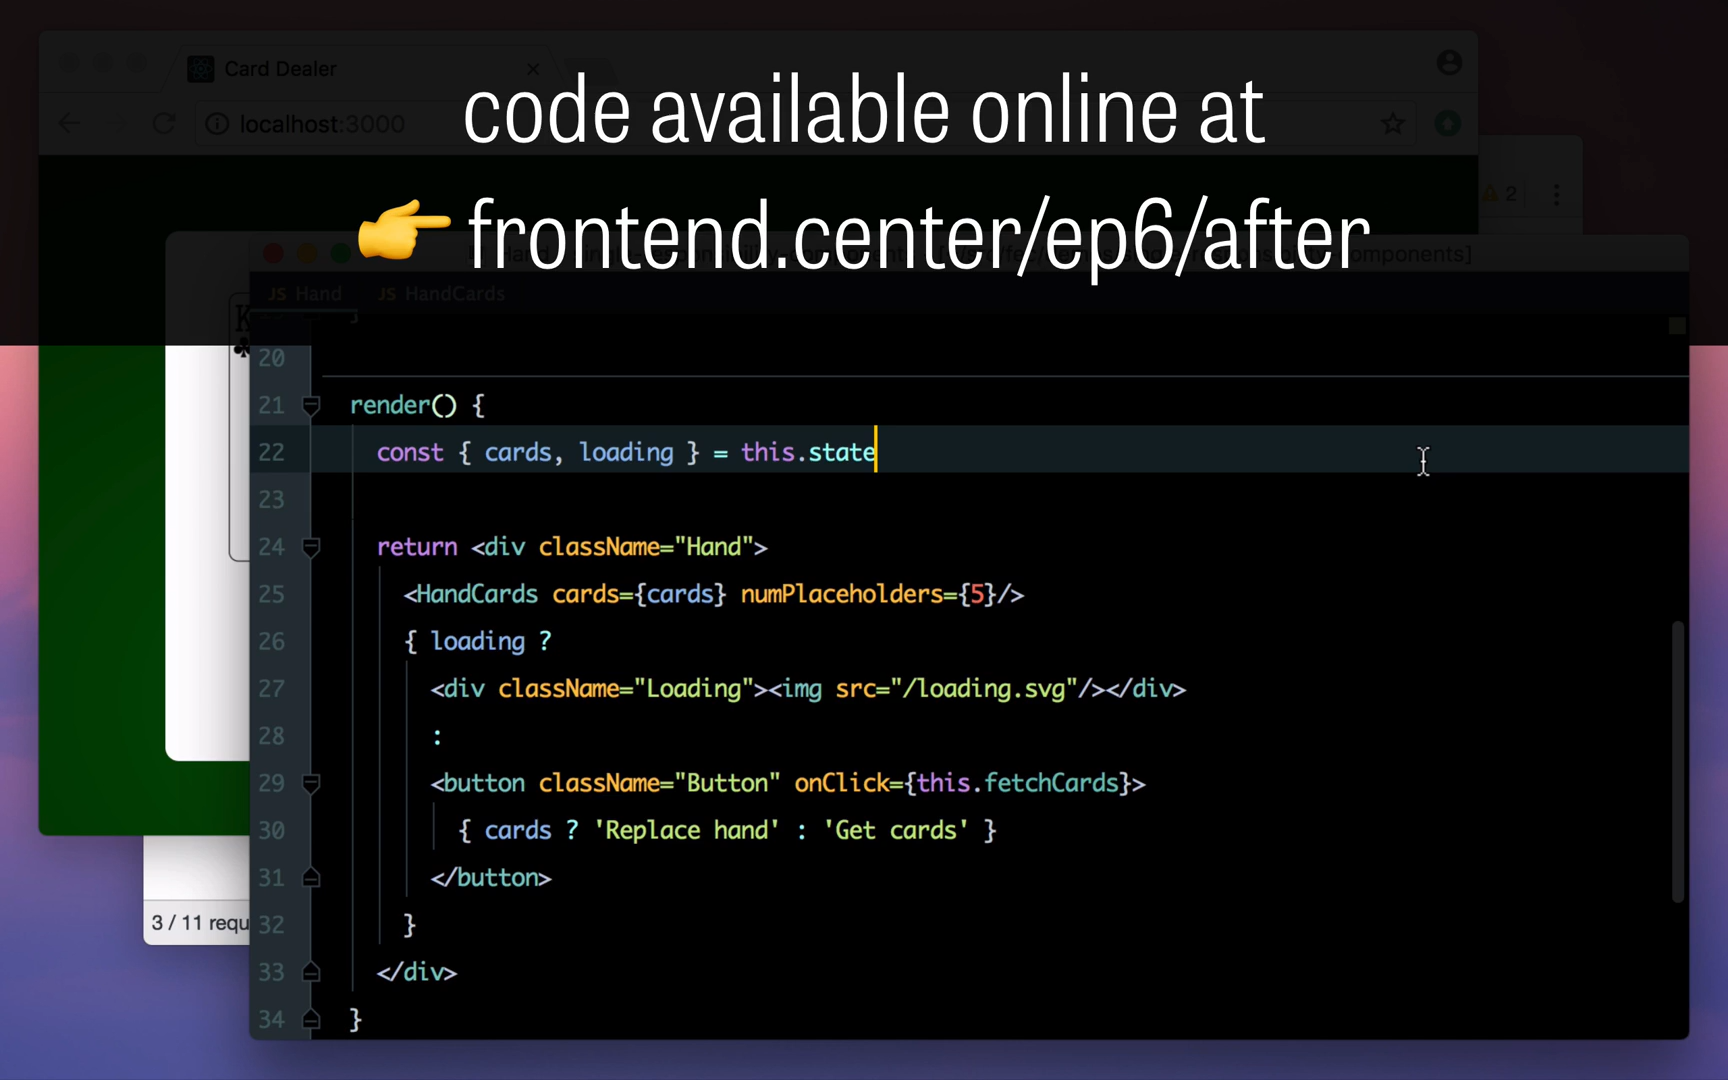 Card Dealer
localhost:3000
code available online at
👉 frontend.center/ep6/after
2
components]
JS Hand JS HandCards
K
20
21 render() {
22 const { cards, loading } = this.state
23
24 return <div className="Hand">
25 <HandCards cards={cards} numPlaceholders={5}/>
26 { loading ?
27 <div className="Loading"><img src="/loading.svg"/></div>
28 :
29 <button className="Button" onClick={this.fetchCards}>
30 { cards ? 'Replace hand' : 'Get cards' }
31 </button>
32 }
33 </div>
34 }
3 / 11 requ